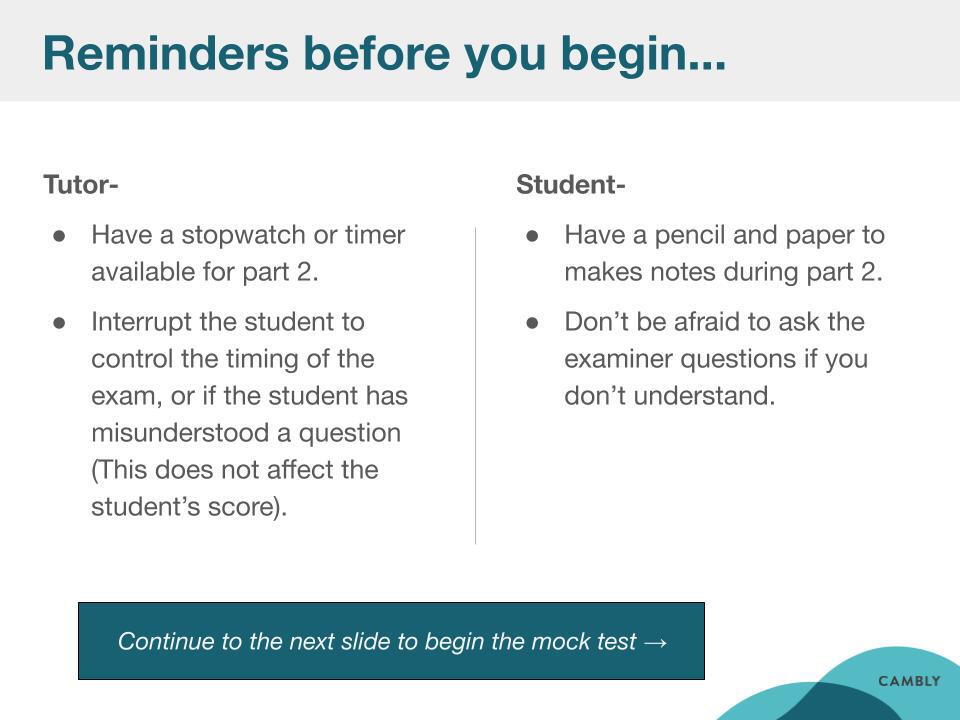 Reminders before you begin...
Tutor-
● Have a stopwatch or timer
available for part 2.
● Interrupt the student to
control the timing of the
exam, or if the student has
misunderstood a question
(This does not affect the
student’s score).
Student-
● Have a pencil and paper to
makes notes during part 2.
● Don’t be afraid to ask the
examiner questions if you
don’t understand.
Continue to the next slide to begin the mock test →
CAMBLY